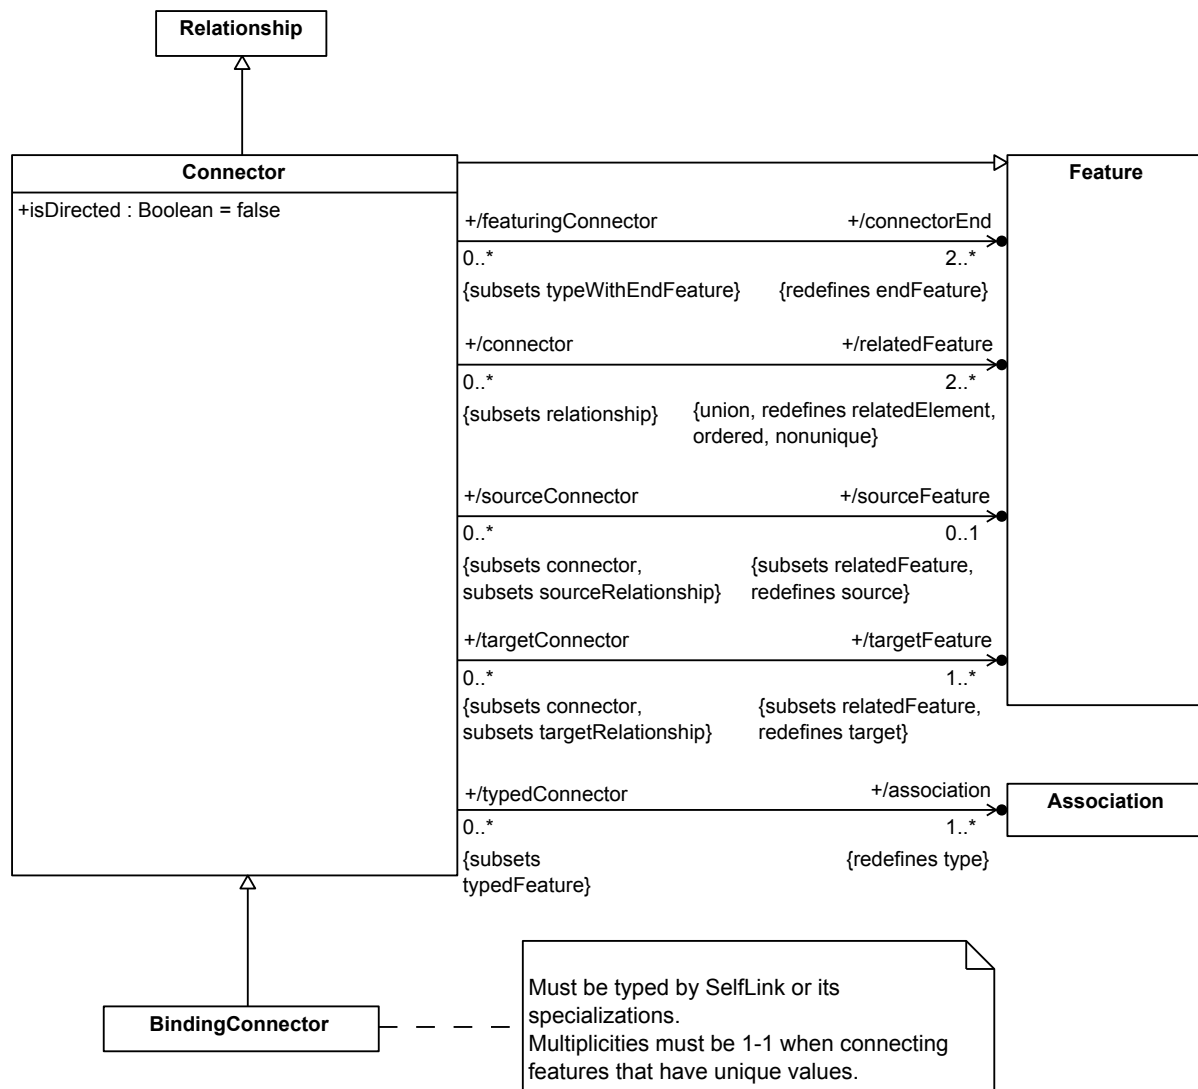 Relationship
Connector
Feature
+isDirected : Boolean = false
+/featuringConnector
+/connectorEnd
0..*
2..*
{subsets typeWithEndFeature}
{redefines endFeature}
+/connector
+/relatedFeature
0..*
2..*
{subsets relationship}
{union, redefines relatedElement,
ordered, nonunique}
+/sourceConnector
+/sourceFeature
0..*
0..1
{subsets connector,
subsets sourceRelationship}
{subsets relatedFeature,
redefines source}
+/targetConnector
+/targetFeature
0..*
1..*
{subsets connector,
subsets targetRelationship}
{subsets relatedFeature,
redefines target}
+/typedConnector
+/association
Association
0..*
1..*
{subsets
typedFeature}
{redefines type}
BindingConnector
Must be typed by SelfLink or its
specializations.
Multiplicities must be 1-1 when connecting
features that have unique values.